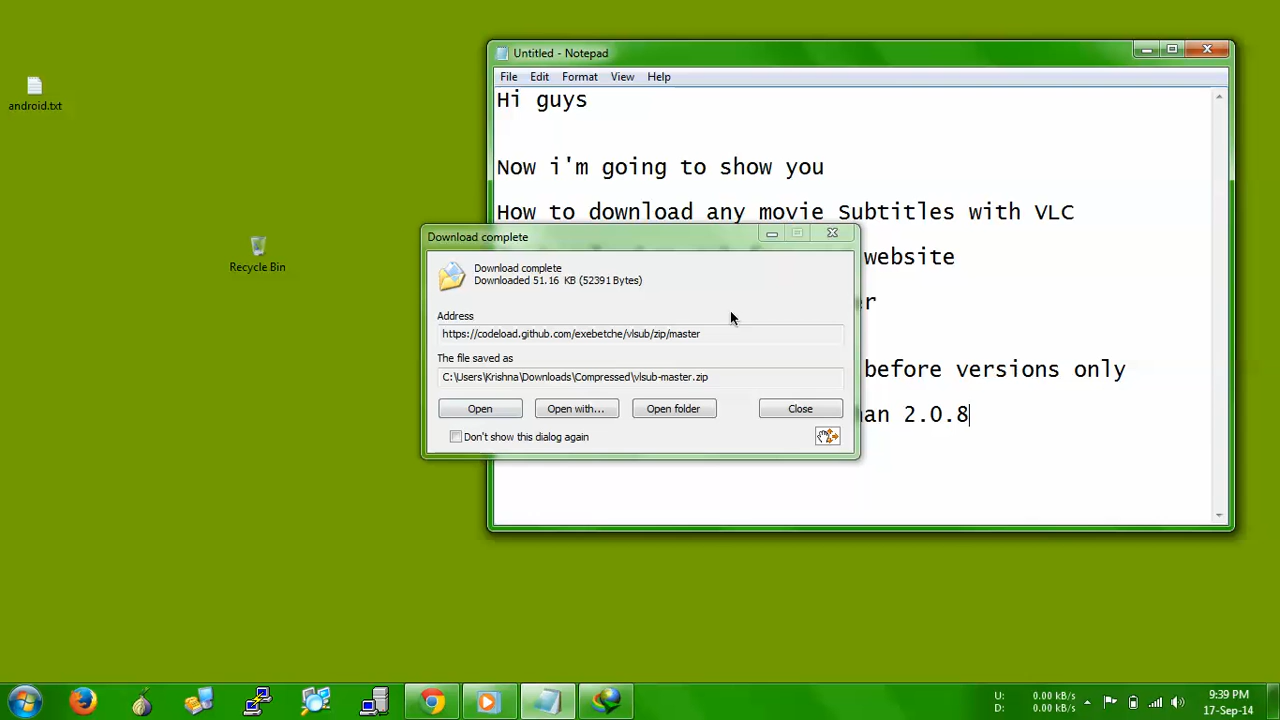 android.txt
Recycle Bin
Untitled - Notepad
File Edit Format View Help
Hi guys
Now i'm going to show you
How to download any movie Subtitles with VLC
website
before versions only
than 2.0.8
Download complete
Download complete
Downloaded 51.16 KB (52391 Bytes)
Address
https://codeload.github.com/exebetche/vlsub/zip/master
The file saved as
C:\Users\Krishna\Downloads\Compressed\vlsub-master.zip
Open Open with... Open folder Close
Don't show this dialog again
U: 0.00 kB/s
D: 0.00 kB/s
9:39 PM
17-Sep-14